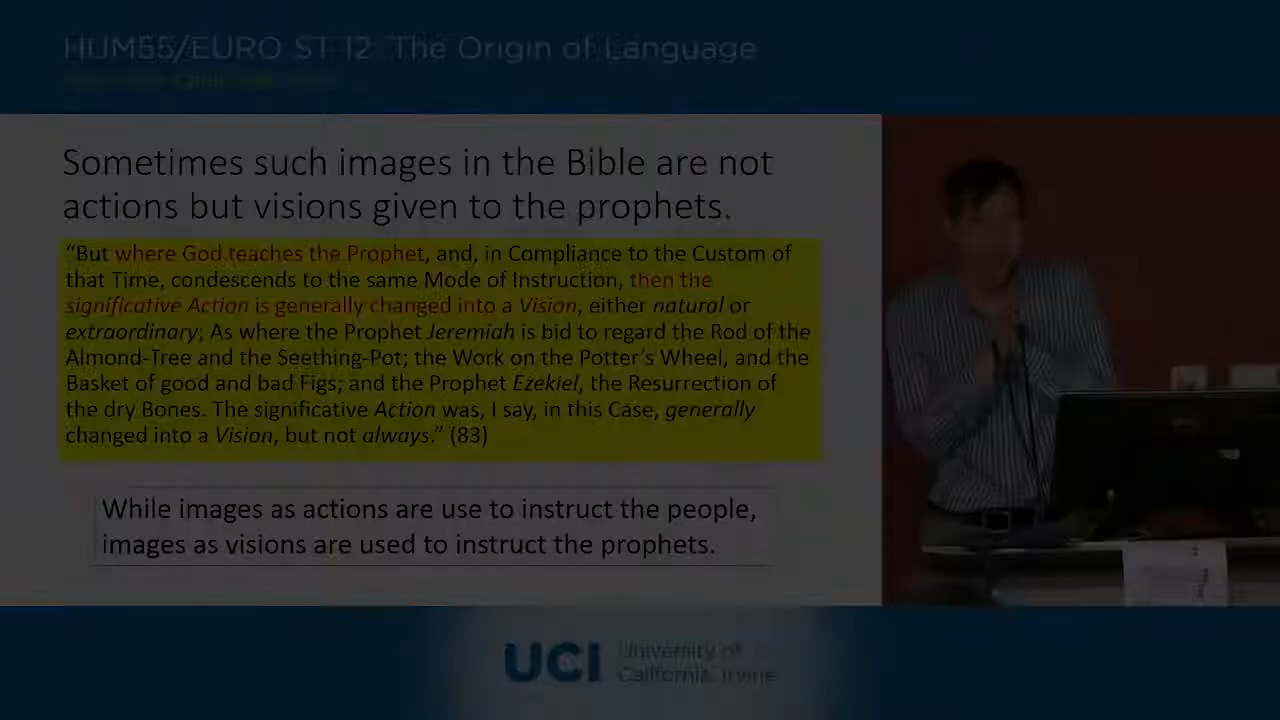 HUM55/EURO ST 12: The Origin of Language
Sometimes such images in the Bible are not
actions but visions given to the prophets.
“But where God teaches the Prophet, and, in Compliance to the Custom of
that Time, condescends to the same Mode of Instruction, then the
significative Action is generally changed into a Vision, either natural or
extraordinary; As where the Prophet Jeremiah is bid to regard the Rod of the
Almond-Tree and the Seething-Pot; the Work on the Potter’s Wheel, and the
Basket of good and bad Figs; and the Prophet Ezekiel, the Resurrection of
the dry Bones. The significative Action was, I say, in this Case, generally
changed into a Vision, but not always.” (83)
While images as actions are use to instruct the people,
images as visions are used to instruct the prophets.
UCI University of
California, Irvine